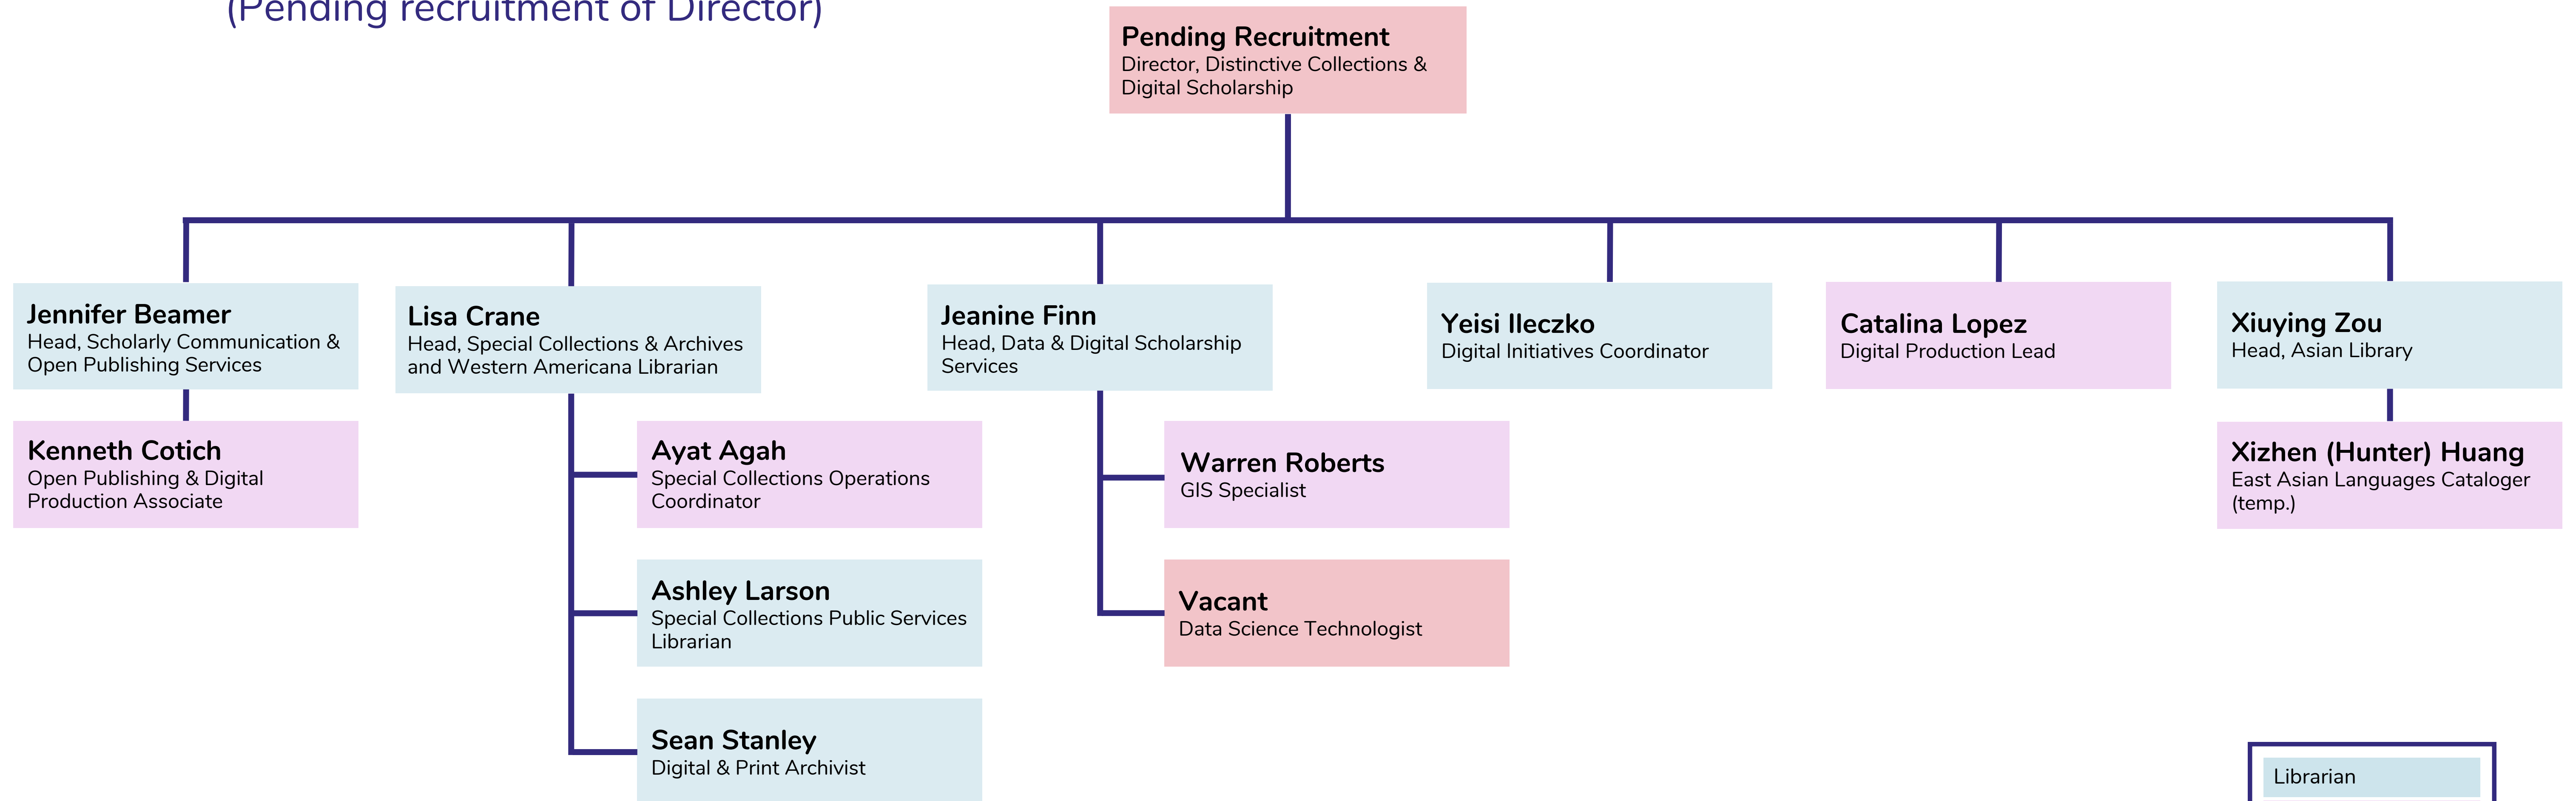 (Pending recruitment of Director)
Pending Recruitment
Director, Distinctive Collections &
Digital Scholarship
Jennifer Beamer
Head, Scholarly Communication &
Open Publishing Services
Kenneth Cotich
Open Publishing & Digital
Production Associate
Lisa Crane
Head, Special Collections & Archives
and Western Americana Librarian
Ayat Agah
Special Collections Operations
Coordinator
Ashley Larson
Special Collections Public Services
Librarian
Sean Stanley
Digital & Print Archivist
Jeanine Finn
Head, Data & Digital Scholarship
Services
Warren Roberts
GIS Specialist
Vacant
Data Science Technologist
Yeisi Ileczko
Digital Initiatives Coordinator
Catalina Lopez
Digital Production Lead
Xiuying Zou
Head, Asian Library
Xizhen (Hunter) Huang
East Asian Languages Cataloger
(temp.)
Librarian